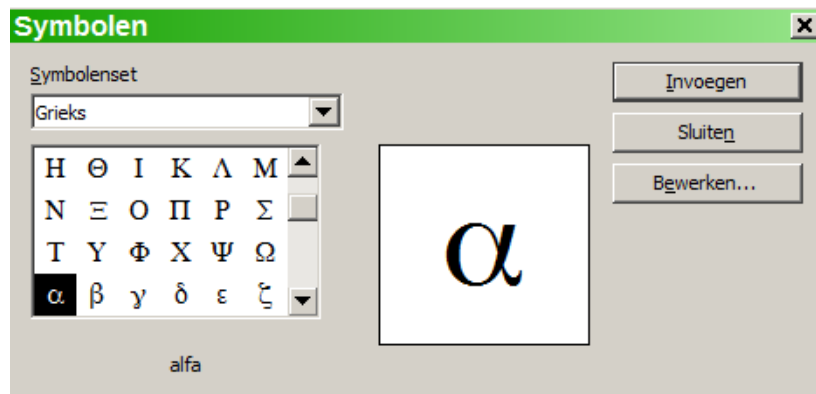 Symbolen
Symbolenset
Grieks
Η Θ Ι Κ Λ Μ
Ν Ξ Ο Π Ρ Σ
Τ Υ Φ Χ Ψ Ω
α β γ δ ε ζ
α
alfa
Invoegen
Sluiten
Bewerken...